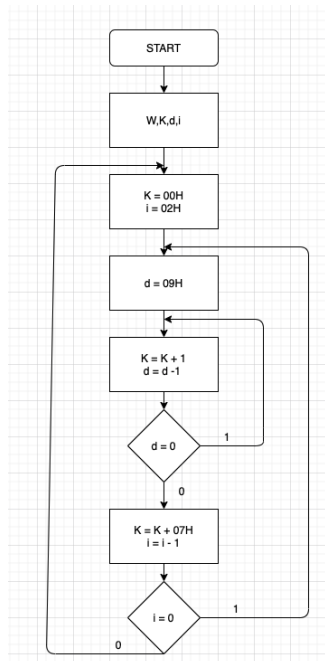 START
W,K,d,i
K = 00H
i = 02H
d = 09H
K = K + 1
d = d -1
d = 0
1
0
K = K + 07H
i = i - 1
i = 0
1
0